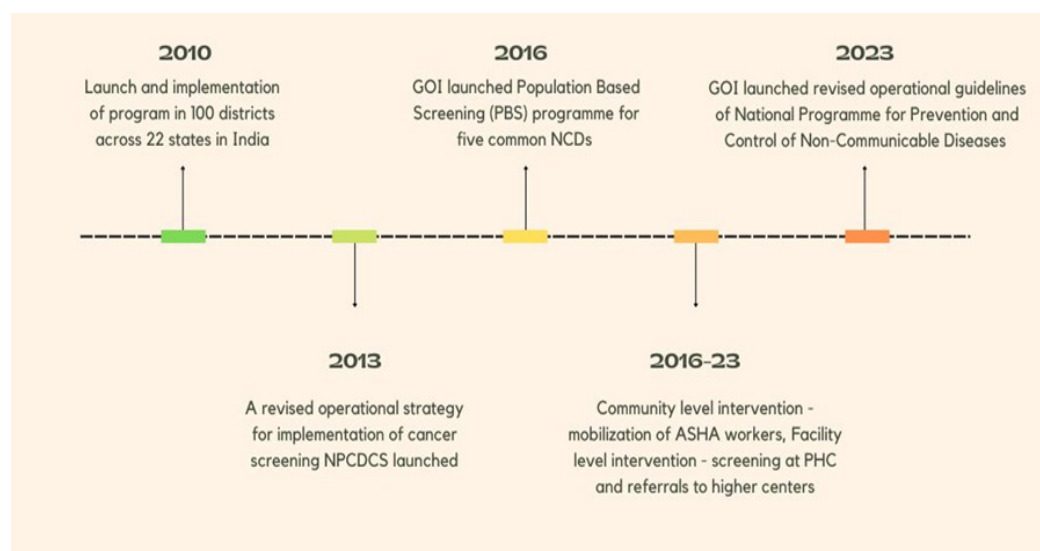 2010
Launch and implementation
of program in 100 districts
across 22 states in India
2016
GOI launched Population Based
Screening (PBS) programme for
five common NCDs
2023
GOI launched revised operational guidelines
of National Programme for Prevention and
Control of Non-Communicable Diseases
2013
A revised operational strategy
for implementation of cancer
screening NPCDCS launched
2016-23
Community level intervention -
mobilization of ASHA workers, Facility
level intervention - screening at PHC
and referrals to higher centers